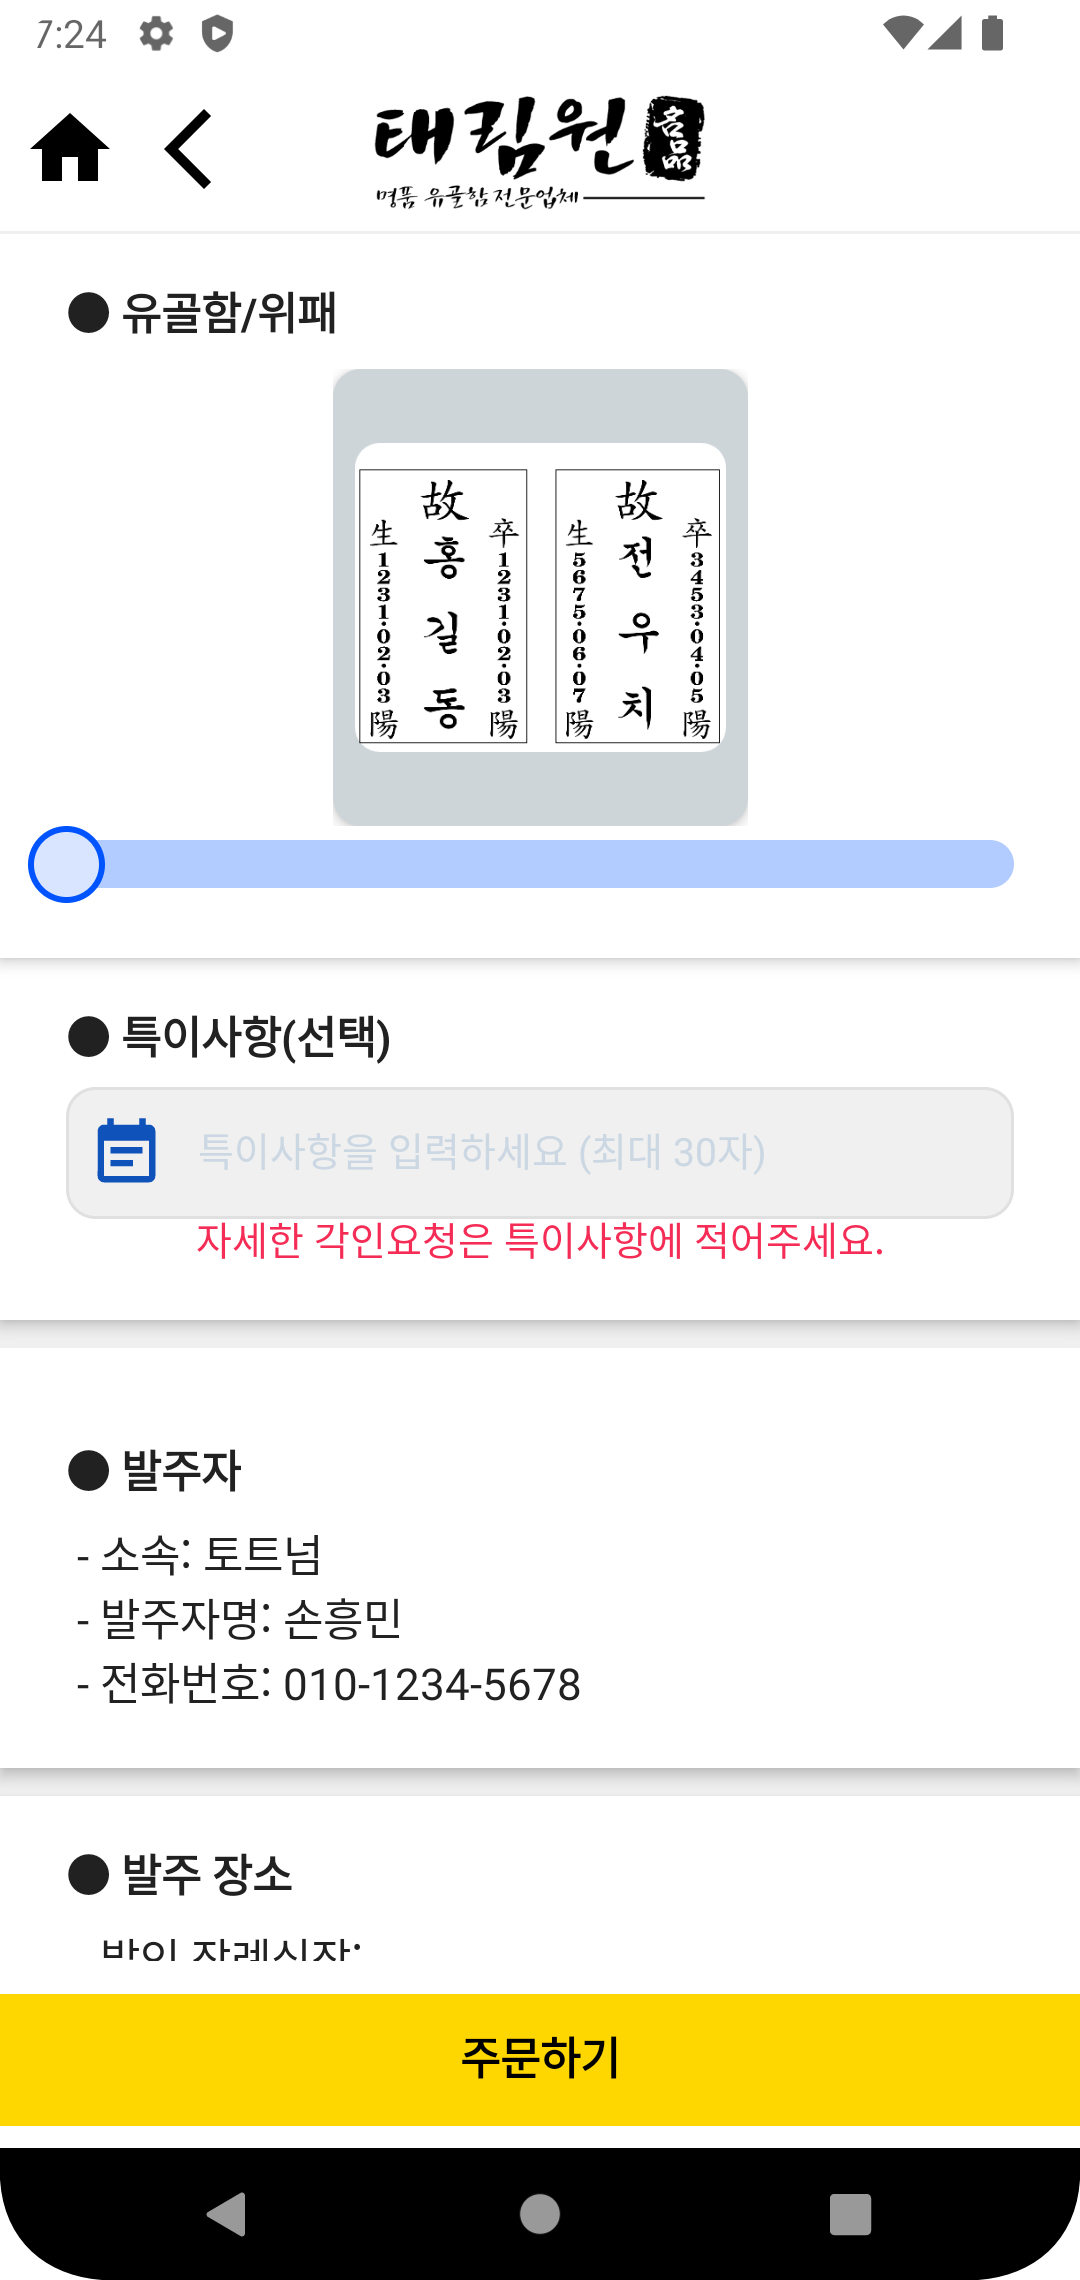 7:24
태림원 名品
명품 유골함 전문업체
● 유골함/위패
故 홍길동
生 1231.02.03 陽
卒 1231.02.03 陽
故 전우치
生 5675.06.07 陽
卒 3453.04.05 陽
● 특이사항(선택)
특이사항을 입력하세요 (최대 30자)
자세한 각인요청은 특이사항에 적어주세요.
● 발주자
- 소속: 토트넘
- 발주자명: 손흥민
- 전화번호: 010-1234-5678
● 발주 장소
주문하기